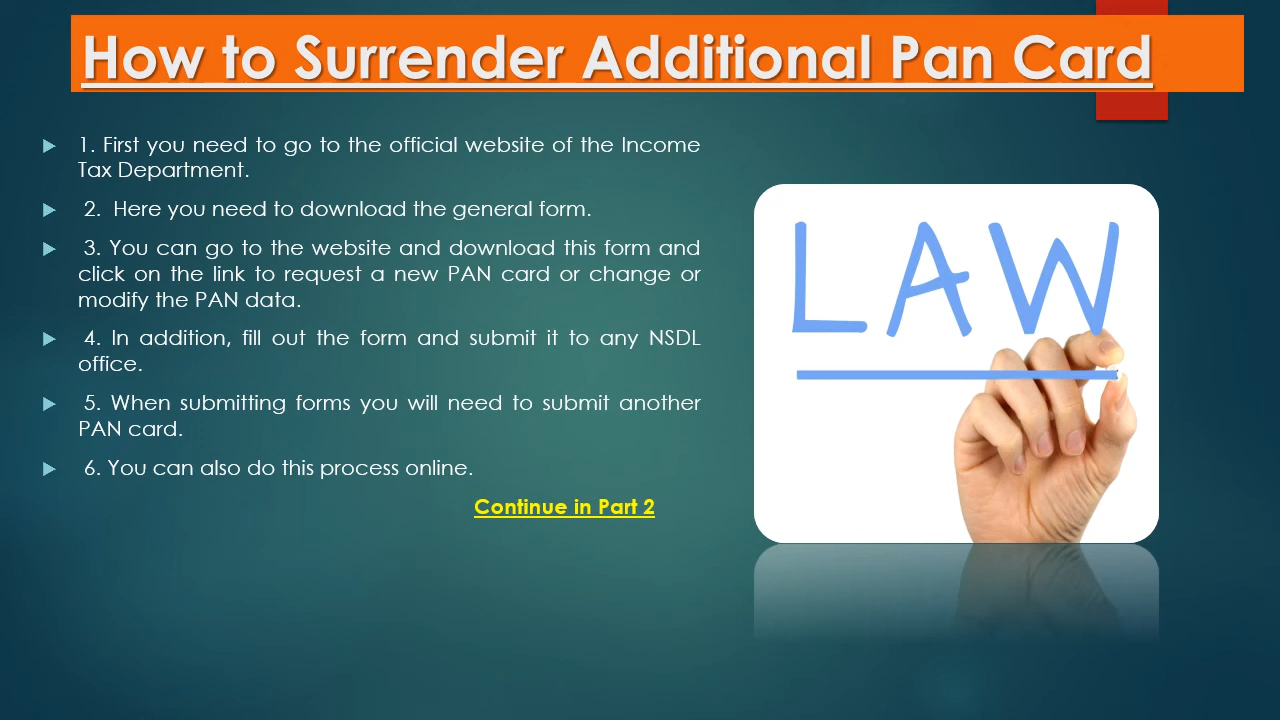 How to Surrender Additional Pan Card
1. First you need to go to the official website of the Income
Tax Department.
2. Here you need to download the general form.
3. You can go to the website and download this form and
click on the link to request a new PAN card or change or
modify the PAN data.
4. In addition, fill out the form and submit it to any NSDL
office.
5. When submitting forms you will need to submit another
PAN card.
6. You can also do this process online.
Continue in Part 2
LAW